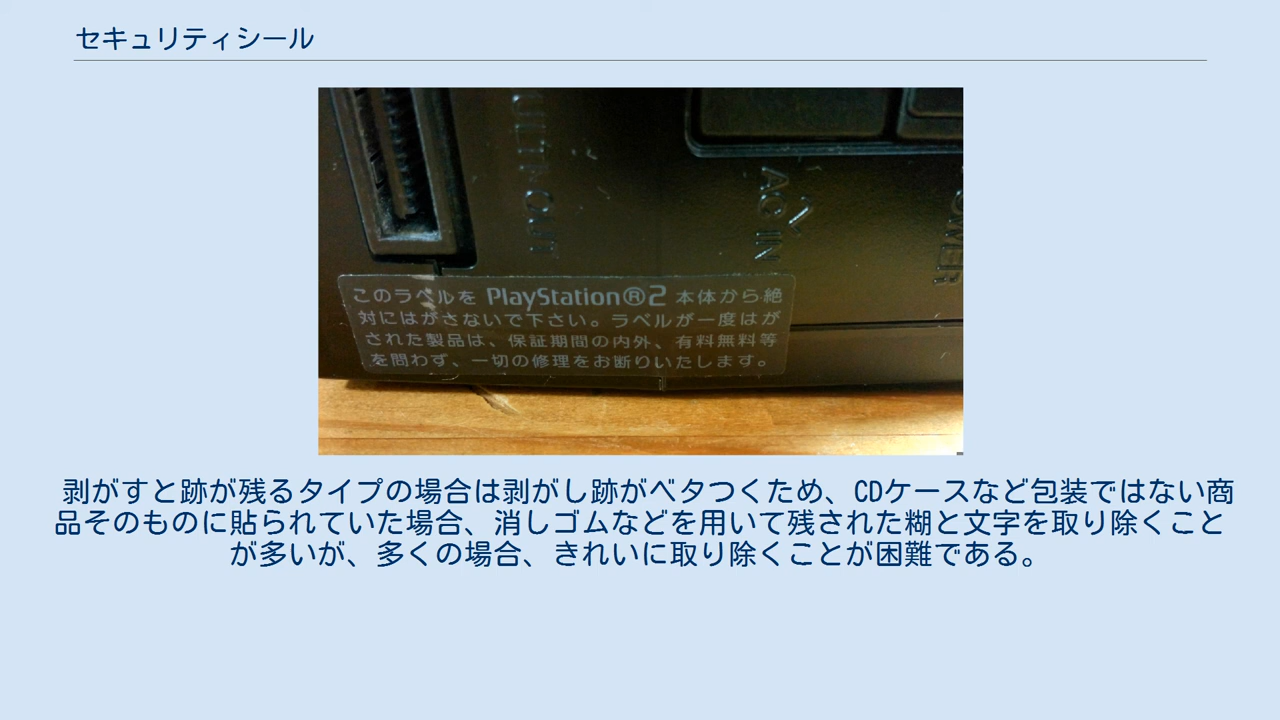 セキュリティシール
ULTI-OUT
AC IN
OWER
このラベルを PlayStation®2 本体から絶
対にはがさないで下さい。ラベルが一度はが
された製品は、保証期間の内外、有料無料等
を問わず、一切の修理をお断りいたします。
剥がすと跡が残るタイプの場合は剥がし跡がベタつくため、CDケースなど包装ではない商
品そのものに貼られていた場合、消しゴムなどを用いて残された糊と文字を取り除くこと
が多いが、多くの場合、きれいに取り除くことが困難である。